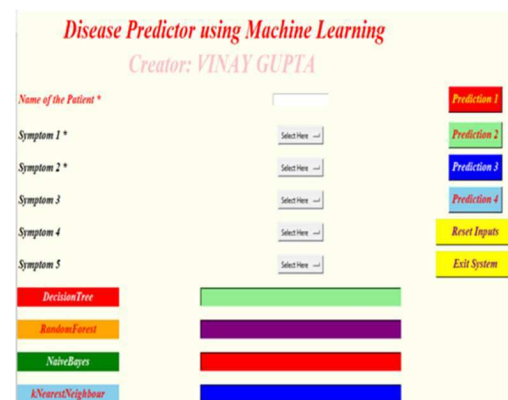 Disease Predictor using Machine Learning
Creator: VINAY GUPTA
Name of the Patient *
Prediction 1
Symptom 1 *
Select Here
Prediction 2
Symptom 2 *
Select Here
Prediction 3
Symptom 3
Select Here
Prediction 4
Symptom 4
Select Here
Reset Inputs
Symptom 5
Select Here
Exit System
DecisionTree
RandomForest
NaiveBayes
kNearestNeighbour